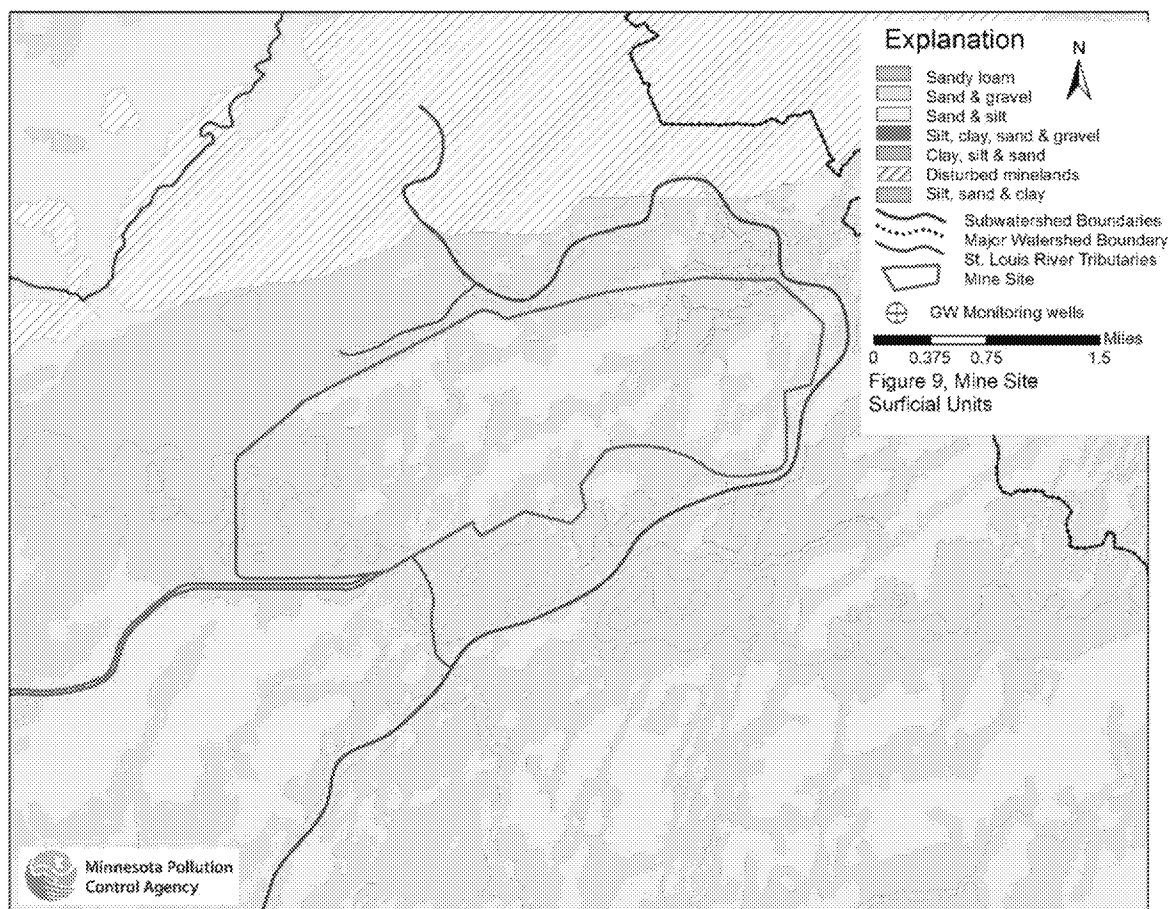 Explanation
N
Sandy loam
Sand & gravel
Sand & silt
Silt, clay, sand & gravel
Clay, silt & sand
Disturbed minelands
Silt, sand & clay
Subwatershed Boundaries
Major Watershed Boundary
St. Louis River Tributaries
Mine Site
GW Monitoring wells
Miles
0 0.375 0.75 1.5
Figure 9, Mine Site
Surficial Units
Minnesota Pollution
Control Agency